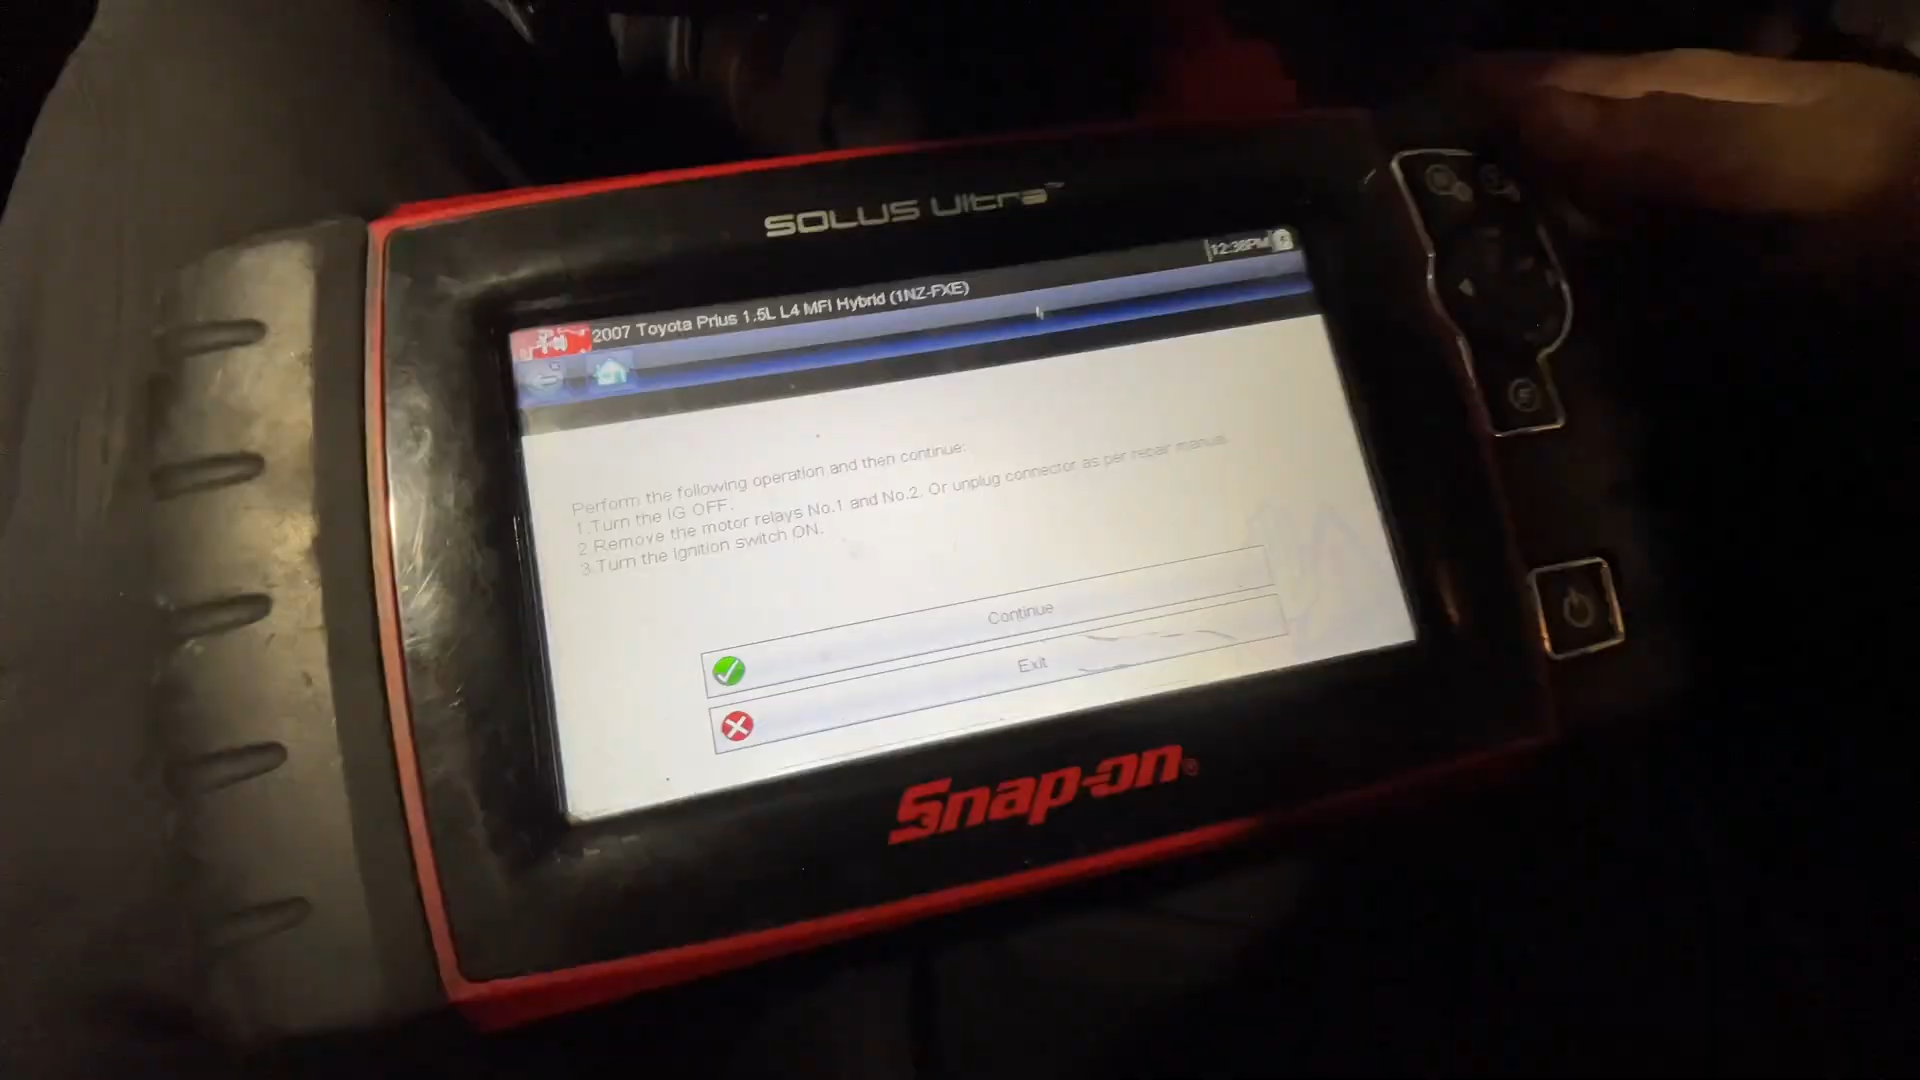 SOLUS Ultra™
12:38PM
2007 Toyota Prius 1.5L L4 MFI Hybrid (1NZ-FXE)
Perform the following operation and then continue:
1.Turn the IG OFF.
2.Remove the motor relays No.1 and No.2. Or unplug connector as per repair manual.
3.Turn the Ignition switch ON.
Continue
Exit
Snap-on